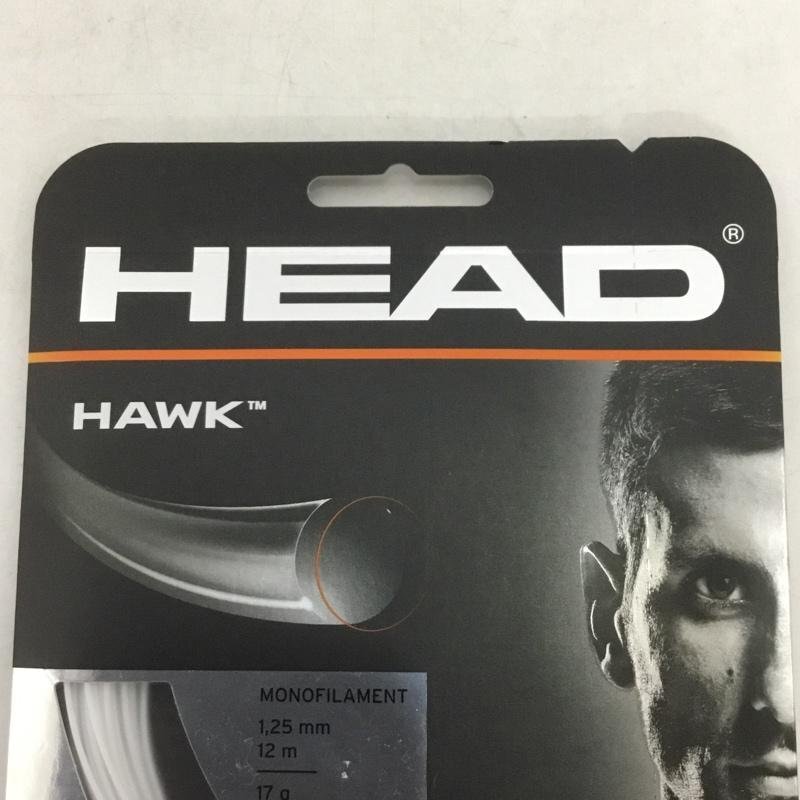 HEAD®
HAWK™
MONOFILAMENT
1,25 mm
12 m
17 g